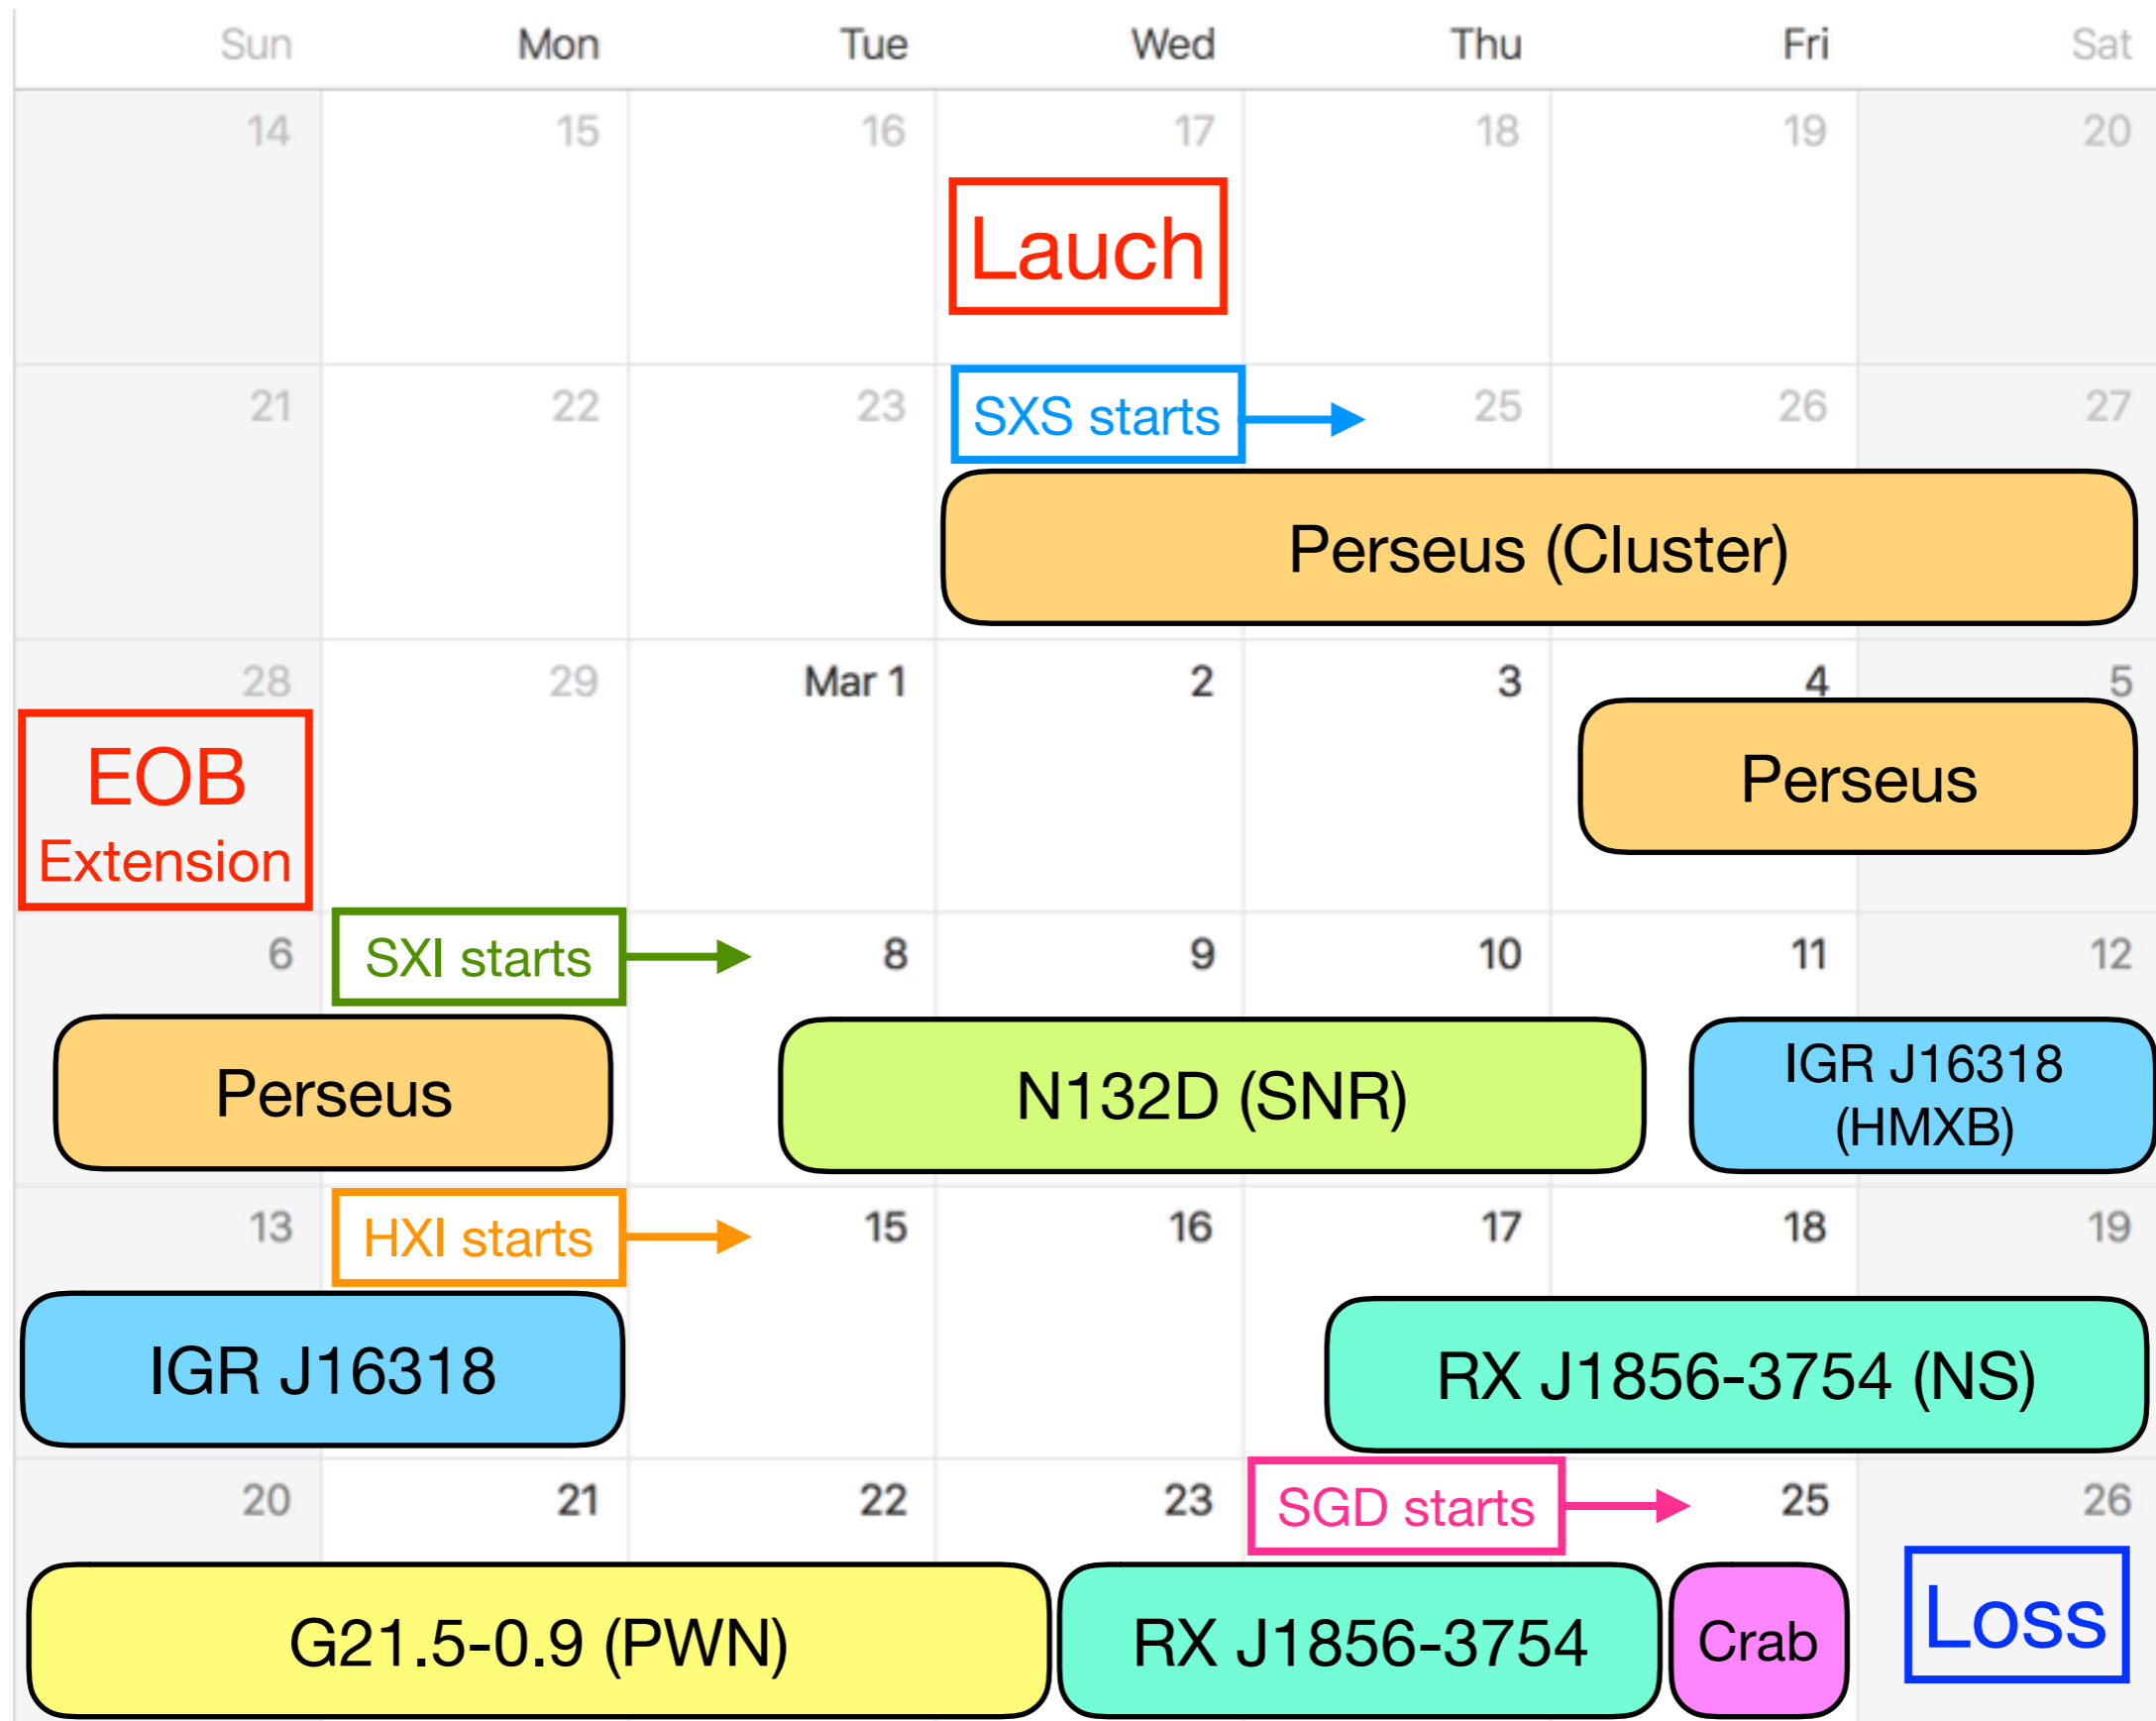 Sun Mon Tue Wed Thu Fri Sat
14 15 16 17 18 19 20
Lauch
21 22 23 SXS starts 25 26 27
Perseus (Cluster)
28 29 Mar 1 2 3 4 5
EOB
Extension
Perseus
6 SXI starts 8 9 10 11 12
Perseus
N132D (SNR)
IGR J16318
(HMXB)
13 HXI starts 15 16 17 18 19
IGR J16318
RX J1856-3754 (NS)
20 21 22 23 SGD starts 25 26
G21.5-0.9 (PWN)
RX J1856-3754
Crab
Loss